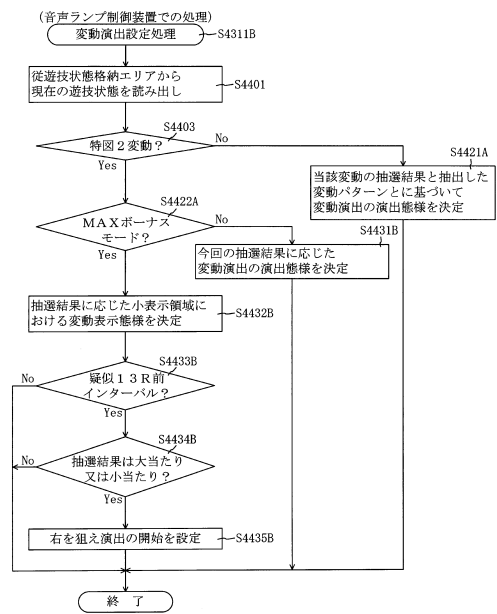 （音声ランプ制御装置での処理）
変動演出設定処理
S4311B
従遊技状態格納エリアから
現在の遊技状態を読み出し
S4401
S4403
特図２変動？
No
Yes
S4421A
当該変動の抽選結果と抽出した
変動パターンとに基づいて
変動演出の演出態様を決定
S4422A
ＭＡＸボーナス
モード？
No
Yes
S4431B
今回の抽選結果に応じた
変動演出の演出態様を決定
抽選結果に応じた小表示領域に
おける変動表示態様を決定
S4432B
S4433B
疑似１３Ｒ前
インターバル？
No
Yes
S4434B
抽選結果は大当たり
又は小当たり？
No
Yes
右を狙え演出の開始を設定
S4435B
終 了